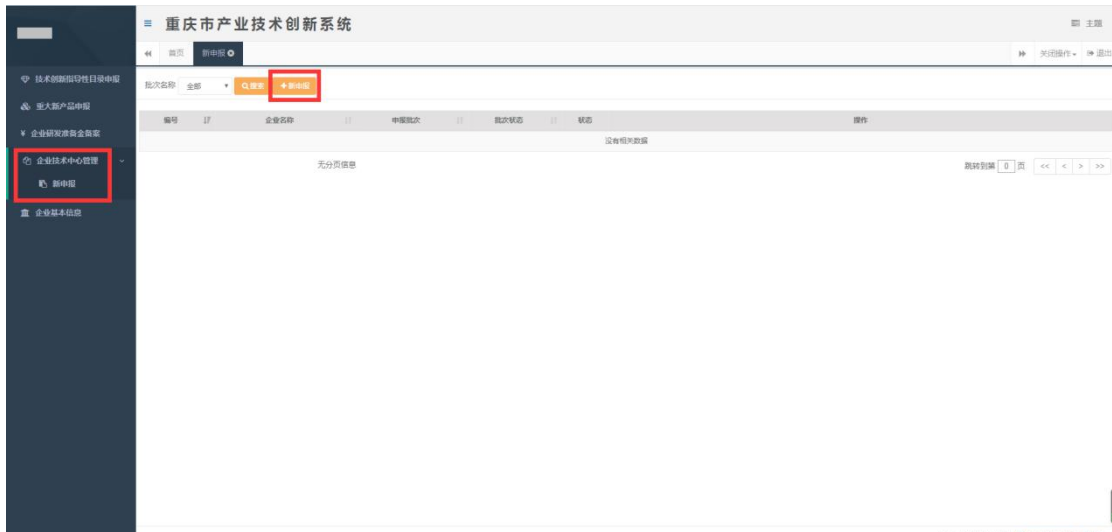 重庆市产业技术创新系统
主题
首页
新申报
关闭操作
退出
技术创新指导性目录申报
重大新产品申报
企业研发准备金备案
企业技术中心管理
新申报
企业基本信息
批次名称 全部 搜索 +新申报
编号 企业名称 申报批次 批次状态 状态 操作
没有相关数据
无分页信息
跳转到第 0 页 << < > >>